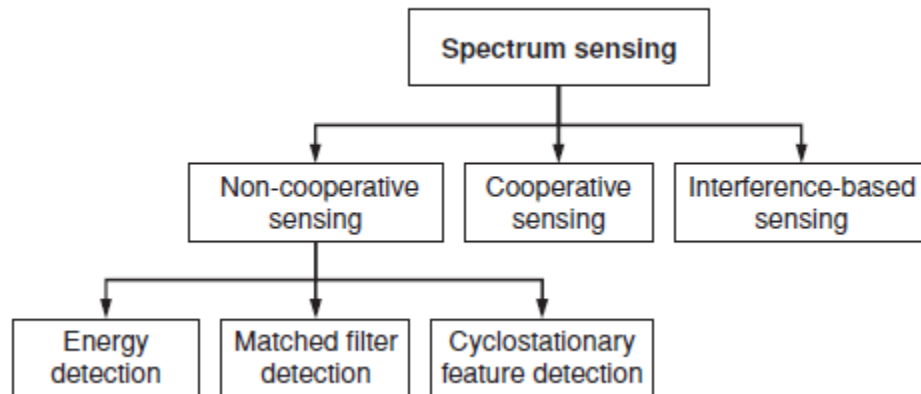 Spectrum sensing
Non-cooperative
sensing
Cooperative
sensing
Interference-based
sensing
Energy
detection
Matched filter
detection
Cyclostationary
feature detection